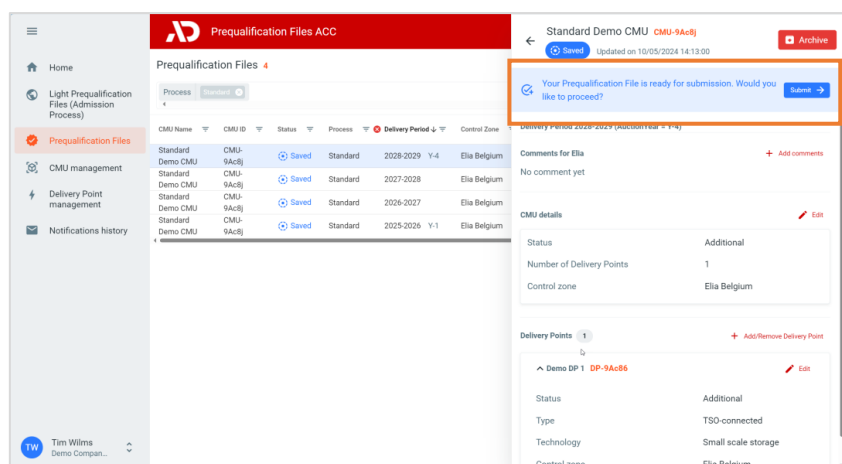 Prequalification Files ACC
Home
Light Prequalification
Files (Admission
Process)
Prequalification Files
CMU management
Delivery Point
management
Notifications history
TW
Tim Wilms
Demo Compan...
Prequalification Files 4
Process Standard
CMU Name CMU ID Status Process Delivery Period Control Zone
Standard
Demo CMU CMU-
9Ac8j Saved Standard 2028-2029 Y-4 Elia Belgium
Standard
Demo CMU CMU-
9Ac8j Saved Standard 2027-2028 Elia Belgium
Standard
Demo CMU CMU-
9Ac8j Saved Standard 2026-2027 Elia Belgium
Standard
Demo CMU CMU-
9Ac8j Saved Standard 2025-2026 Y-1 Elia Belgium
Standard Demo CMU CMU-9Ac8j
Saved Updated on 10/05/2024 14:13:00
Archive
Your Prequalification File is ready for submission. Would you
like to proceed?
Submit
Delivery Period 2028-2029 (AuctionYear = Y-4)
Comments for Elia + Add comments
No comment yet
CMU details Edit
Status Additional
Number of Delivery Points 1
Control zone Elia Belgium
Delivery Points 1 + Add/Remove Delivery Point
Demo DP 1 DP-9Ac86 Edit
Status Additional
Type TSO-connected
Technology Small scale storage
Control zone Elia Belgium